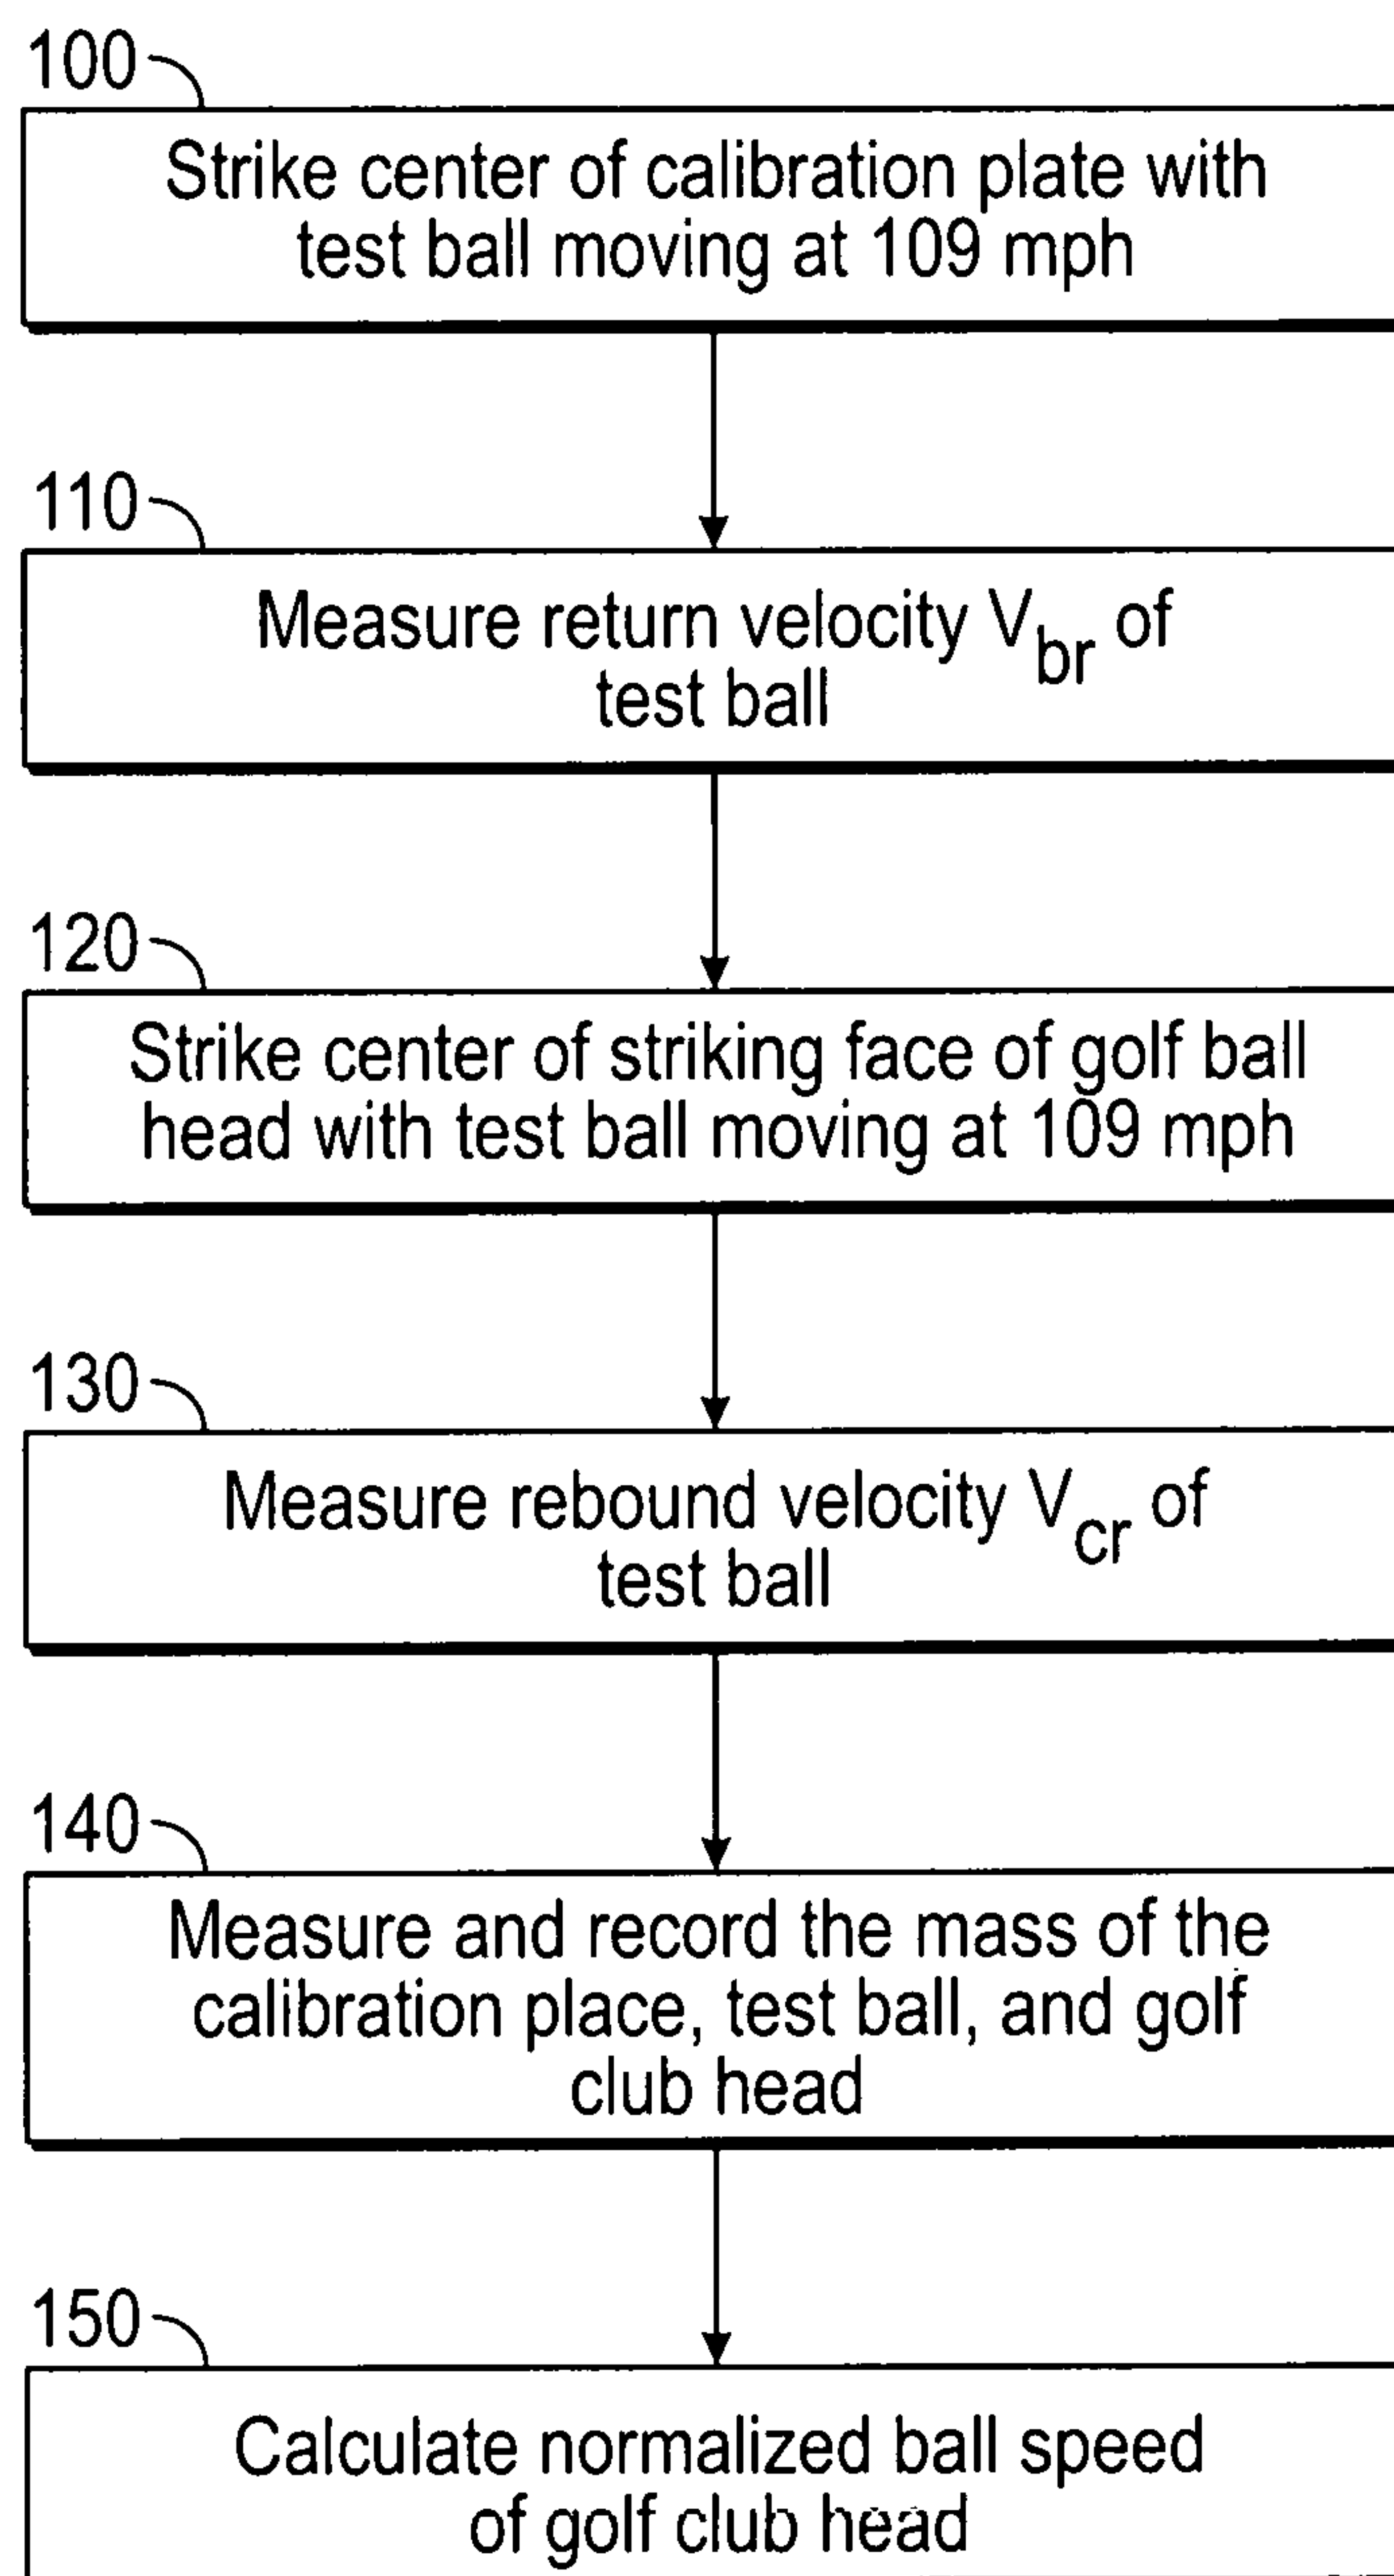 100
Strike center of calibration plate with
test ball moving at 109 mph
110
Measure return velocity Vbr of
test ball
120
Strike center of striking face of golf ball
head with test ball moving at 109 mph
130
Measure rebound velocity Vcr of
test ball
140
Measure and record the mass of the
calibration place, test ball, and golf
club head
150
Calculate normalized ball speed
of golf club head